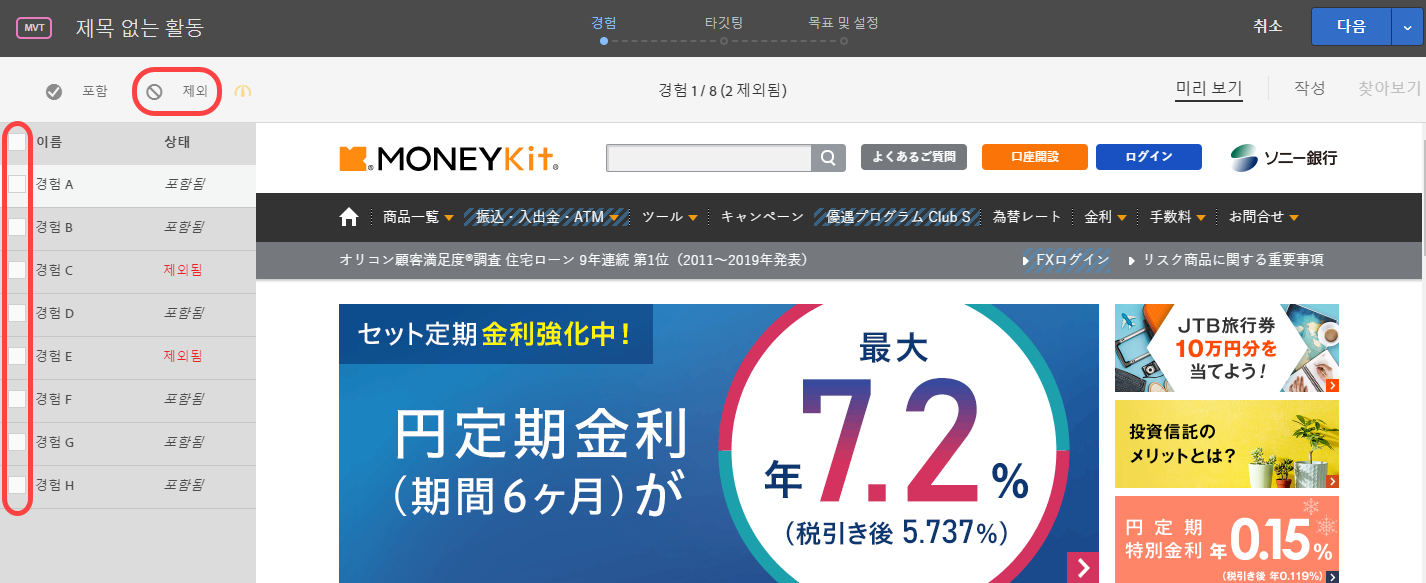 MVT 제목 없는 활동
경험 타깃팅 목표 및 설정
취소 다음
포함 제외
경험 1 / 8 (2 제외됨)
미리 보기 작성 찾아보기
이름 상태
경험 A 포함됨
경험 B 포함됨
경험 C 제외됨
경험 D 포함됨
경험 E 제외됨
경험 F 포함됨
경험 G 포함됨
경험 H 포함됨
MONEYKit®
よくあるご質問 口座開設 ログイン ソニー銀行
商品一覧 振込・入出金・ATM ツール キャンペーン 優遇プログラム Club S 為替レート 金利 手数料 お問合せ
オリコン顧客満足度®調査 住宅ローン 9年連続 第1位（2011～2019年発表）
FXログイン リスク商品に関する重要事項
セット定期金利強化中！
円定期金利
（期間6ヶ月）が
最大
年7.2%
（税引き後 5.737%）
JTB旅行券
10万円分を
当てよう！
投資信託の
メリットとは？
円定期
特別金利 年0.15%
（税引き後 年0.119%）